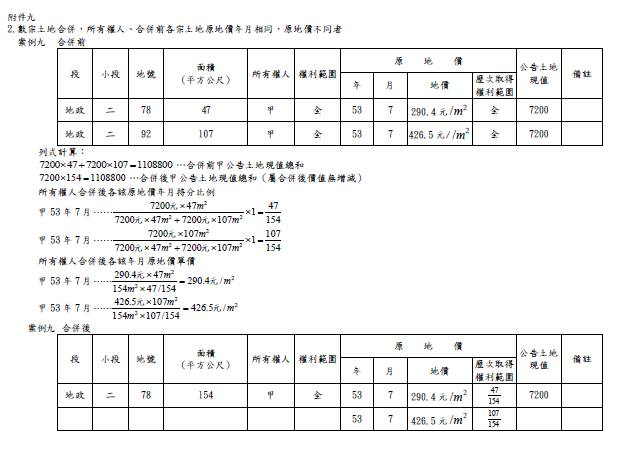 附件九
2.數宗土地合併，所有權人、合併前各宗土地原地價年月相同，原地價不同者
案例九 合併前
段 小段 地號 面積（平方公尺） 所有權人 權利範圍 原地價 年 月 地價 歷次取得權利範圍 公告土地現值 備註
地政 二 78 47 甲 全 53 7 290.4元/m² 全 7200
地政 二 92 107 甲 全 53 7 426.5元//m² 全 7200
列式計算：
7200×47+7200×107=1108800 …合併前甲公告土地現值總和
7200×154=1108800 …合併後甲公告土地現值總和（屬合併後價值無增減）
所有權人合併後各該原地價年月持分比例
甲 53 年 7 月 …… 7200元×47m² / 7200元×47m²+7200元×107m² ×1= 47/154
甲 53 年 7 月 …… 7200元×107m² / 7200元×47m²+7200元×107m² ×1= 107/154
所有權人合併後各該年月原地價單價
甲 53 年 7 月 …… 290.4元×47m² / 154m²×47/154 =290.4元/m²
甲 53 年 7 月 …… 426.5元×107m² / 154m²×107/154 =426.5元/m²
案例九 合併後
段 小段 地號 面積（平方公尺） 所有權人 權利範圍 原地價 年 月 地價 歷次取得權利範圍 公告土地現值 備註
地政 二 78 154 甲 全 53 7 290.4元/m² 47/154 7200
53 7 426.5元/m² 107/154